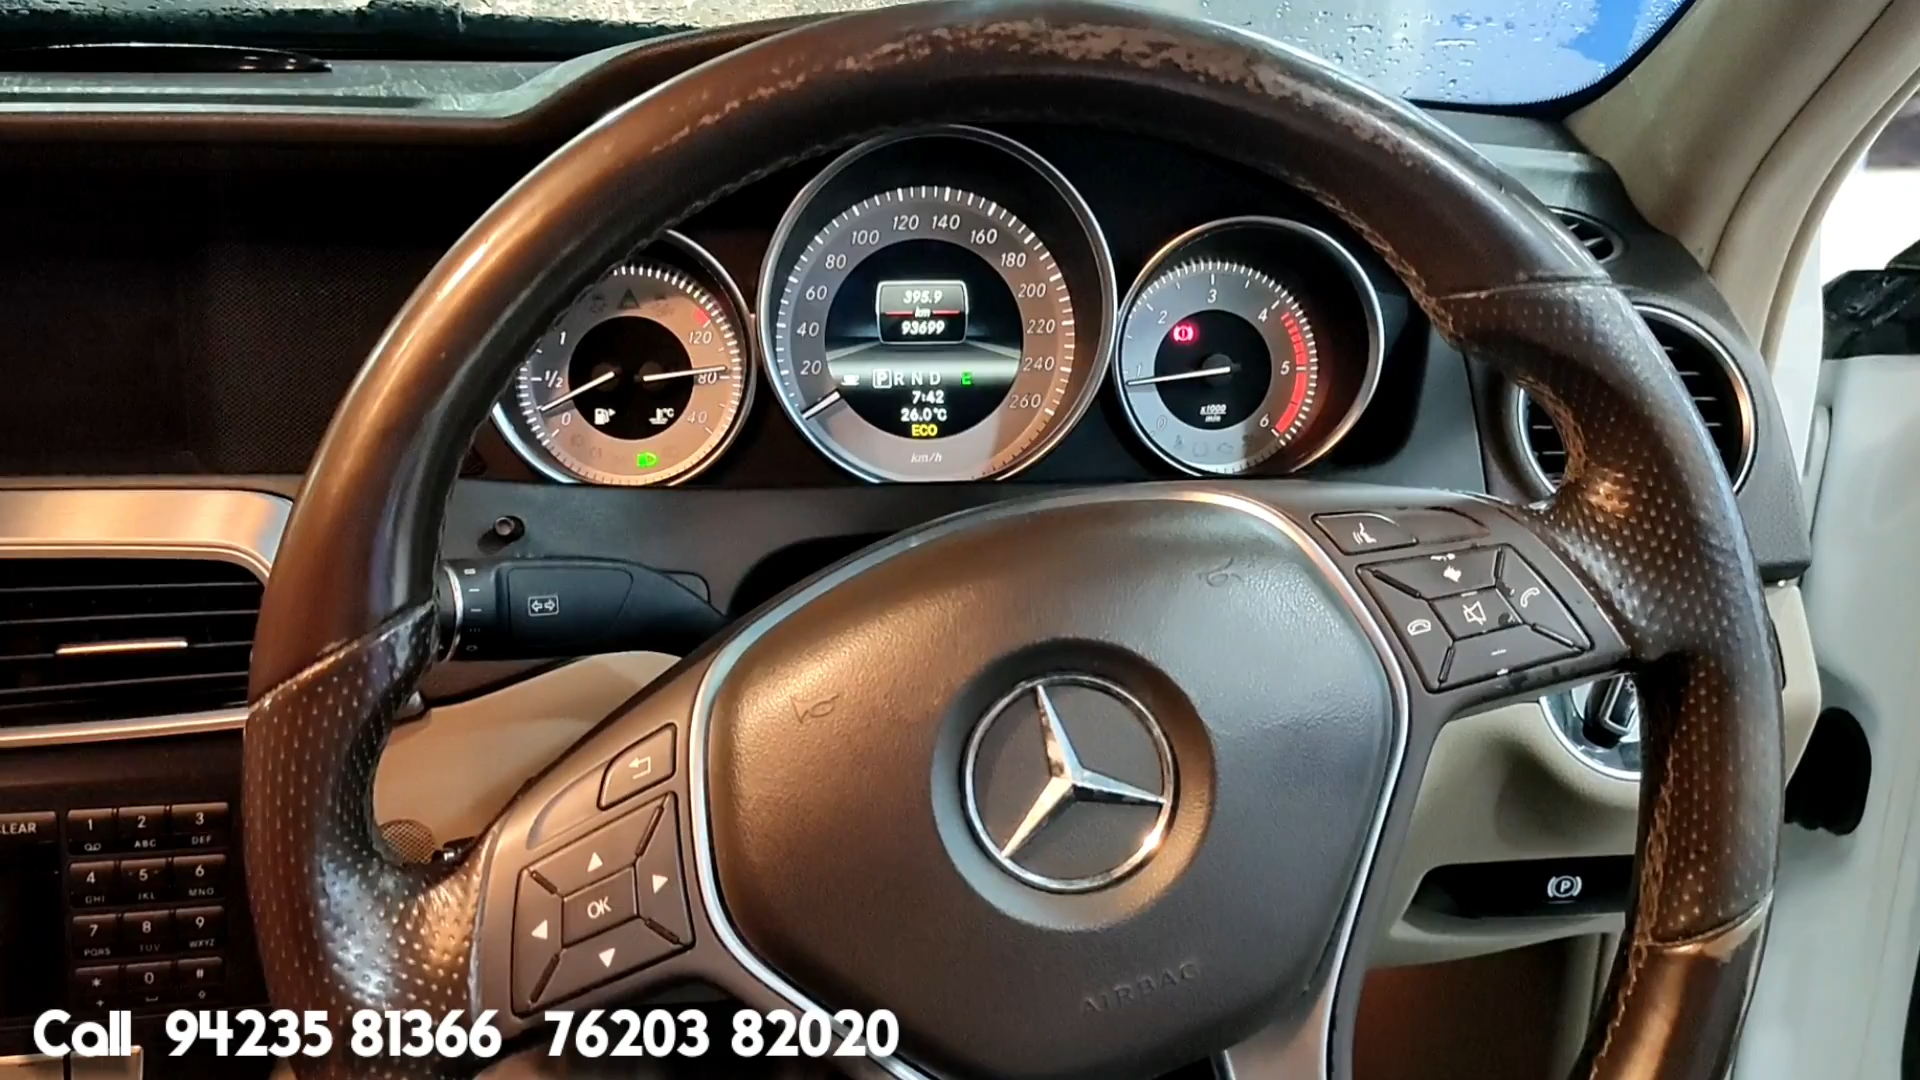 1
1/2
0
120
80
40
°C
20
40
60
80
100
120
140
160
180
200
220
240
260
395.9
km
93699
P R N D E
7:42
26.0°C
ECO
km/h
1
2
3
4
5
6
x1000
OK
AIRBAG
P
CLEAR
1
2 ABC
3 DEF
4 GHI
5 JKL
6 MNO
7 PQRS
8 TUV
9 WXYZ
* +
0
#
Call 94235 81366 76203 82020